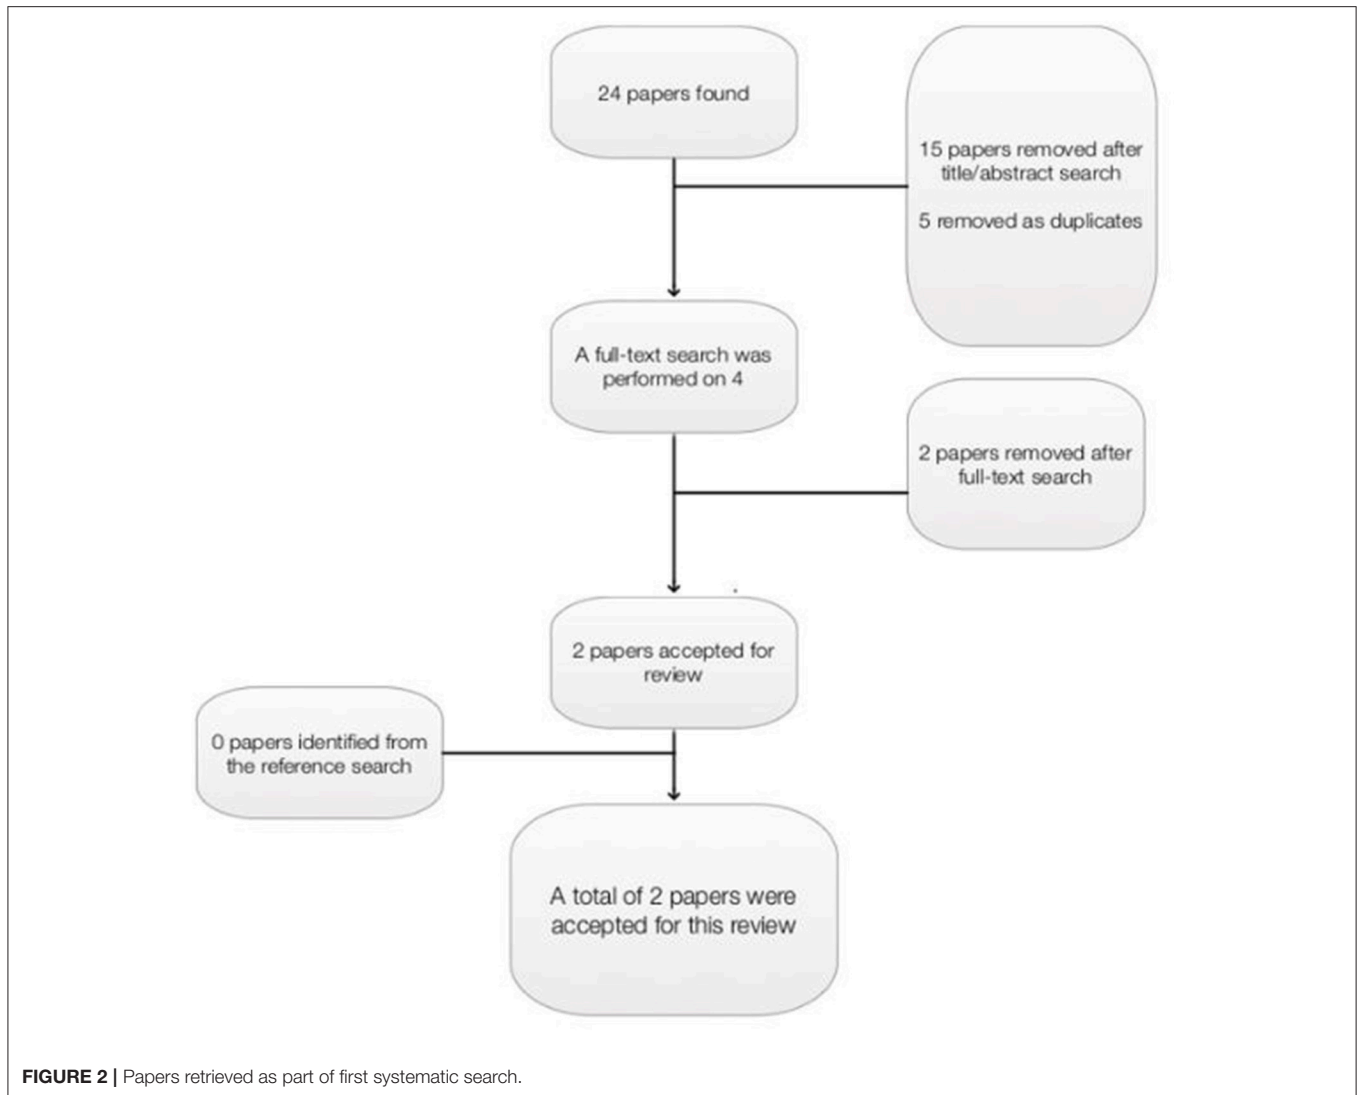 24 papers found
15 papers removed after
title/abstract search
5 removed as duplicates
A full-text search was
performed on 4
2 papers removed after
full-text search
2 papers accepted for
review
0 papers identified from
the reference search
A total of 2 papers were
accepted for this review
FIGURE 2 | Papers retrieved as part of first systematic search.